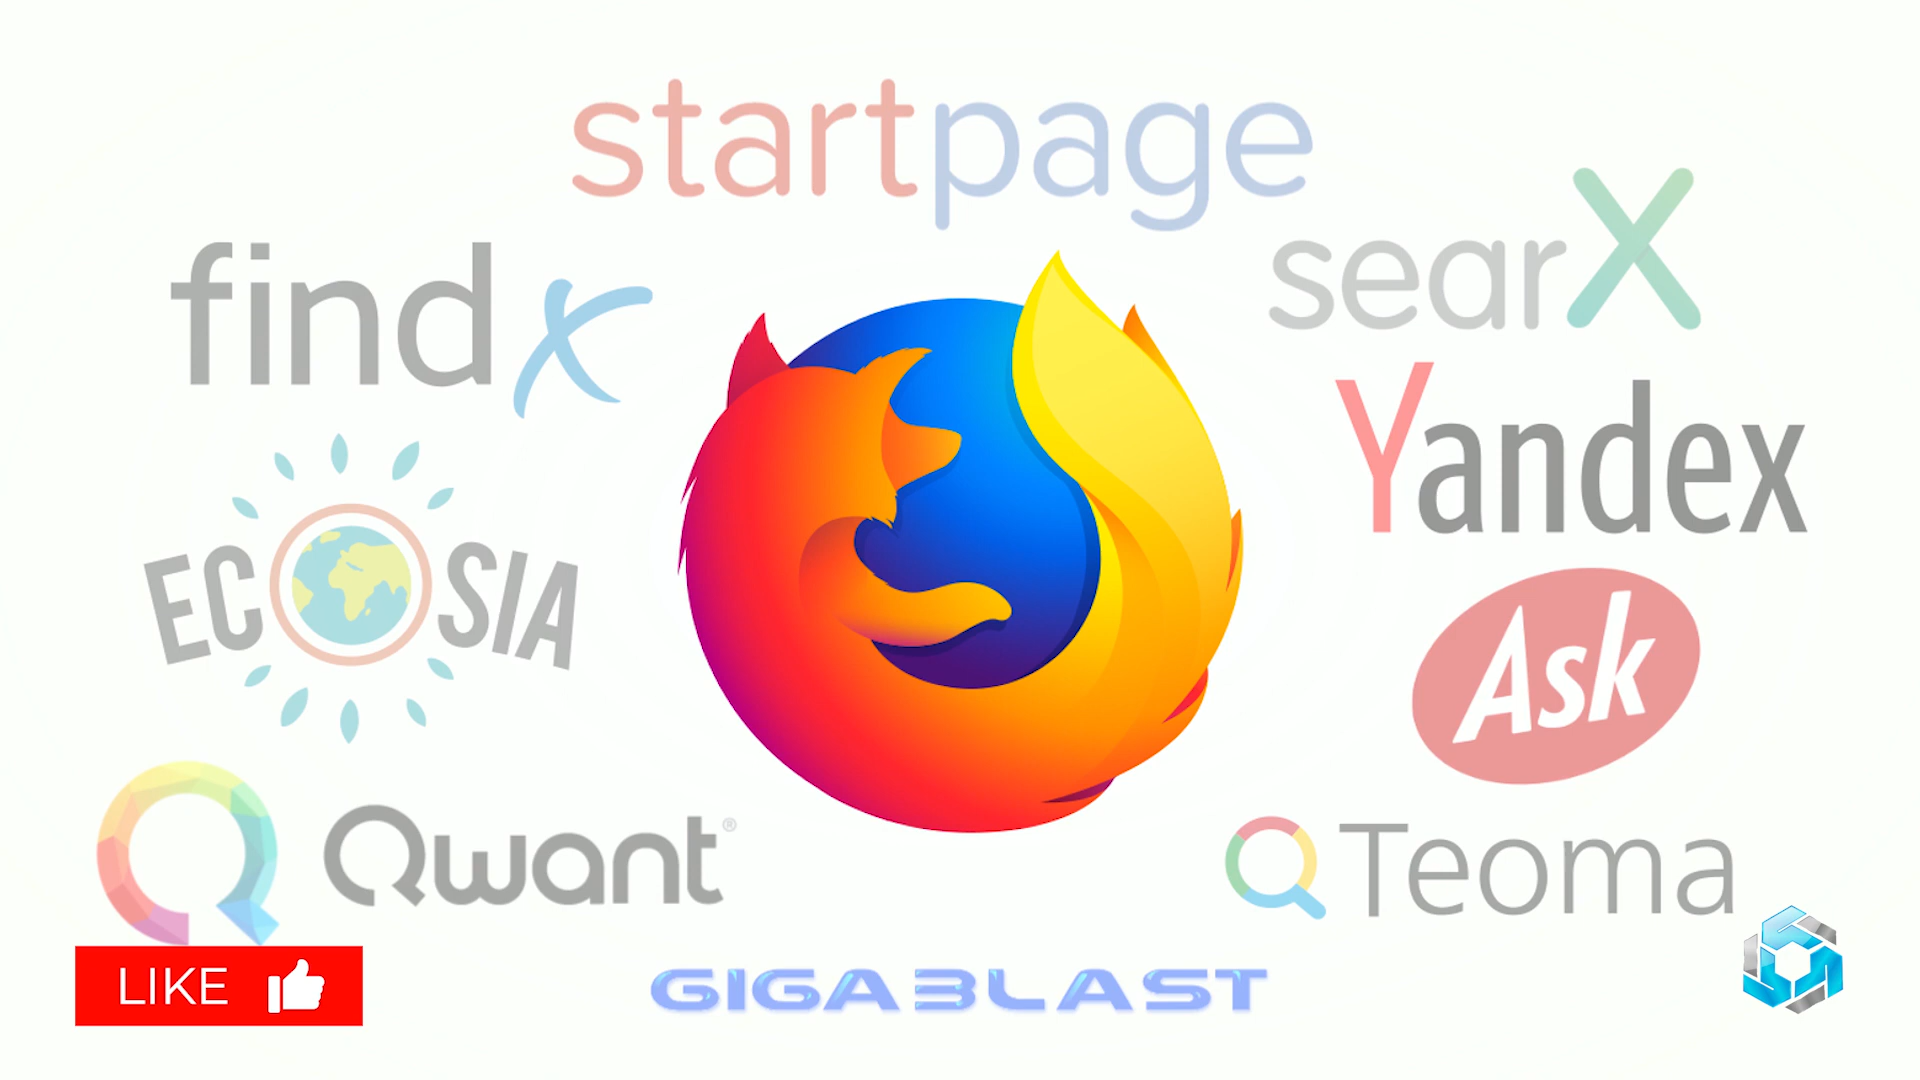 startpage
searX
findx
Yandex
ECOSIA
Ask
Qwant®
Teoma
LIKE
GIGABLAST